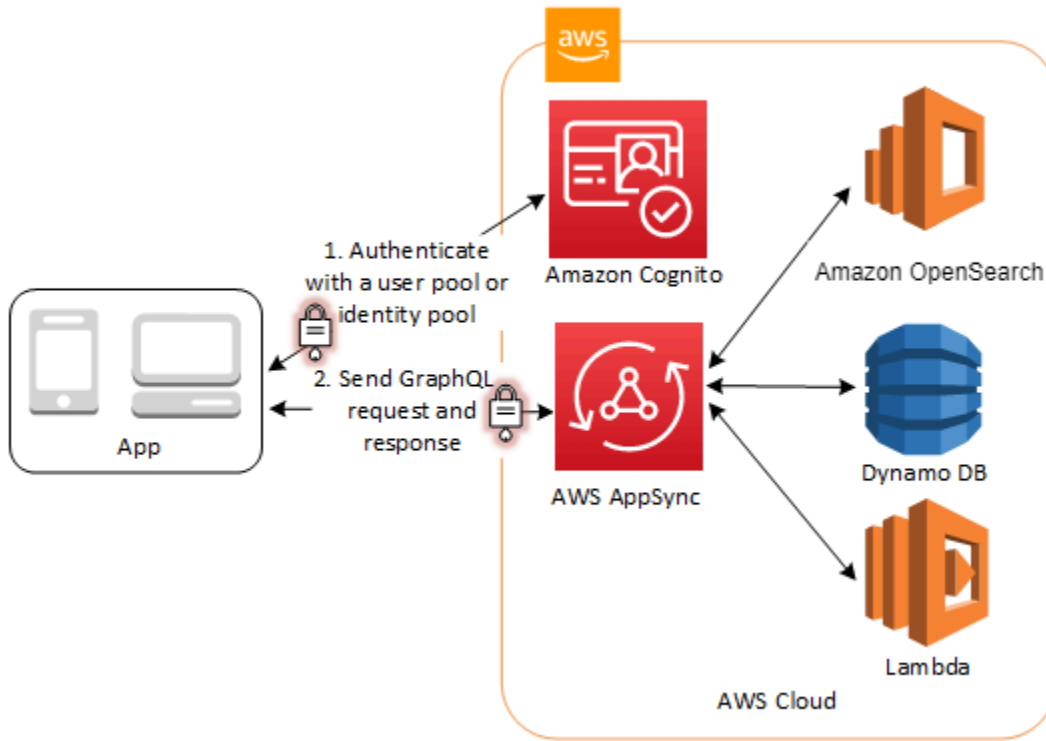 aws
1. Authenticate
with a user pool or
identity pool
Amazon Cognito
Amazon OpenSearch
2. Send GraphQL
request and
response
App
AWS AppSync
Dynamo DB
Lambda
AWS Cloud